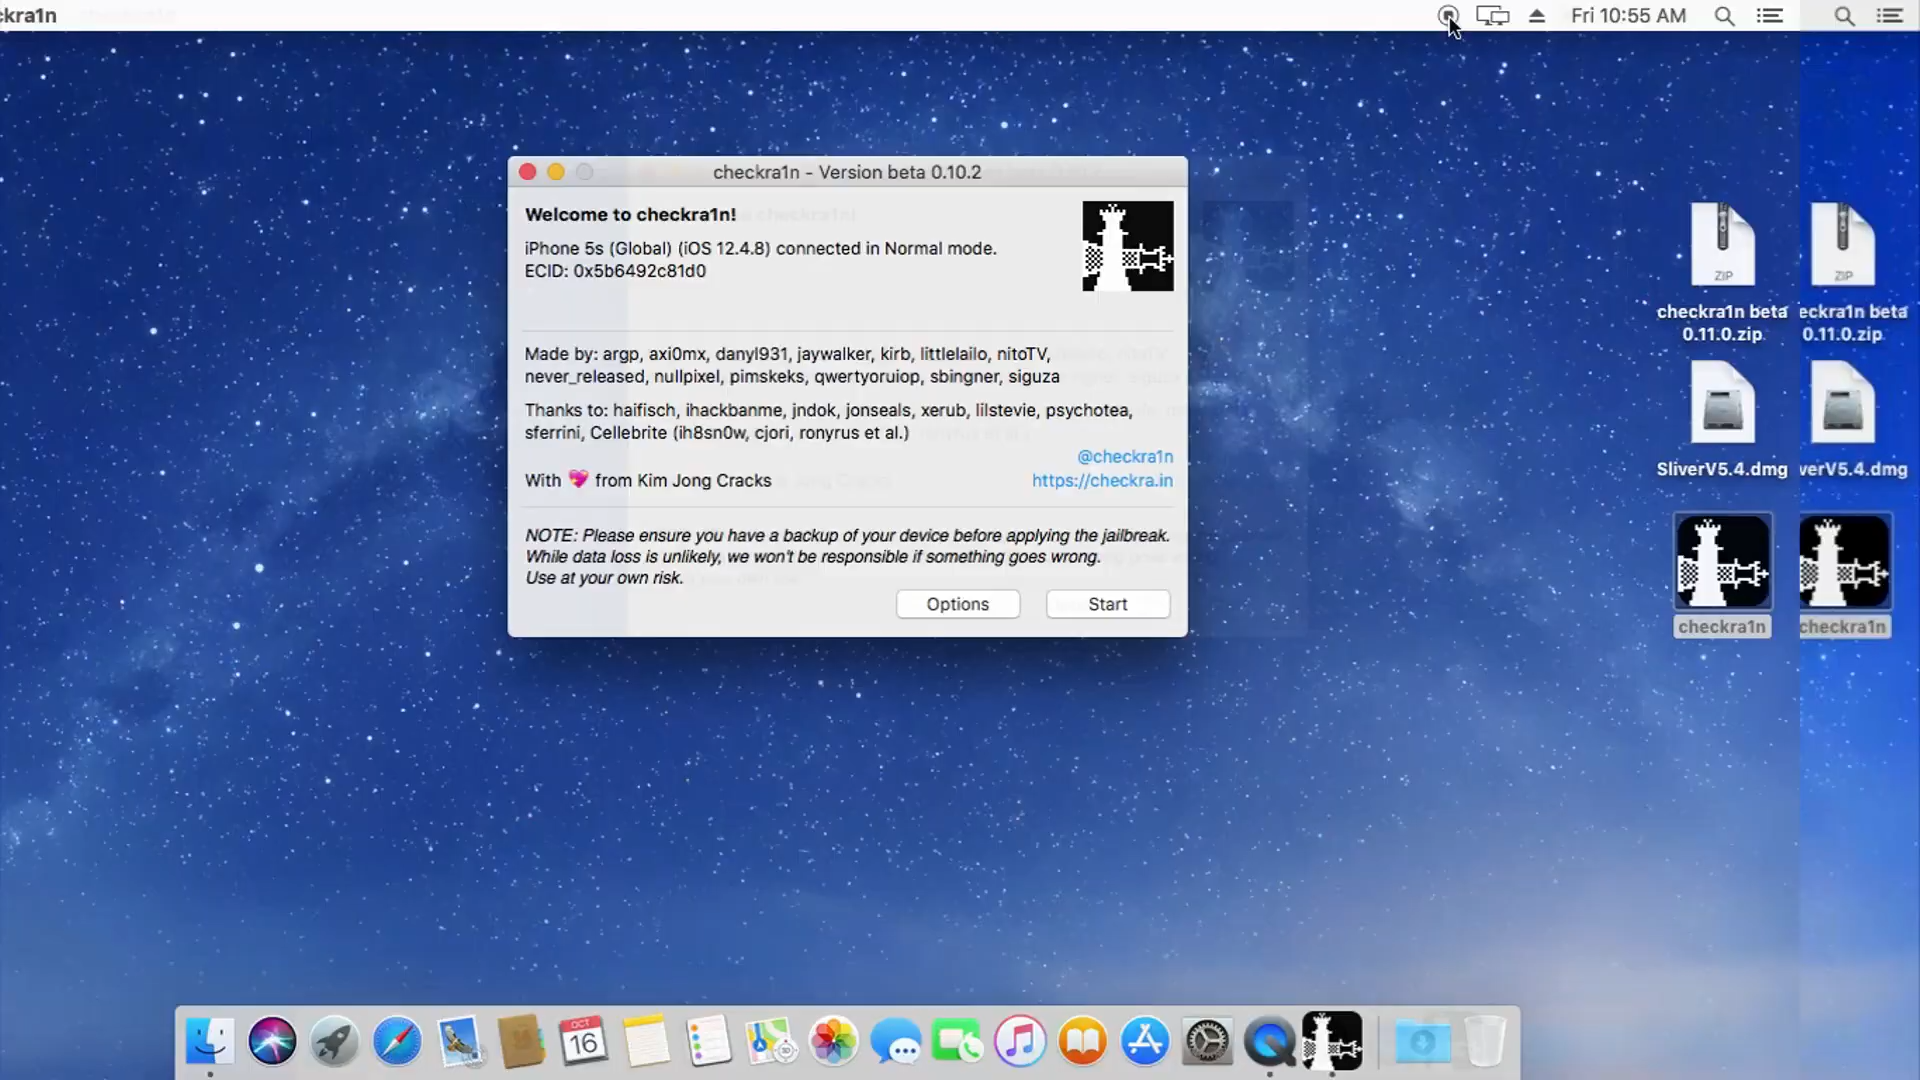 ckra1n
Fri 10:55 AM
checkra1n - Version beta 0.10.2
Welcome to checkra1n!
iPhone 5s (Global) (iOS 12.4.8) connected in Normal mode.
ECID: 0x5b6492c81d0
Made by: argp, axi0mx, danyl931, jaywalker, kirb, littlelailo, nitoTV,
never_released, nullpixel, pimskeks, qwertyoruiop, sbingner, siguza
Thanks to: haifisch, ihackbanme, jndok, jonseals, xerub, lilstevie, psychotea,
sferrini, Cellebrite (ih8sn0w, cjori, ronyrus et al.)
@checkra1n
With 💖 from Kim Jong Cracks
https://checkra.in
NOTE: Please ensure you have a backup of your device before applying the jailbreak.
While data loss is unlikely, we won't be responsible if something goes wrong.
Use at your own risk.
Options
Start
ZIP
checkra1n beta
0.11.0.zip
ZIP
eckra1n beta
0.11.0.zip
SliverV5.4.dmg
verV5.4.dmg
checkra1n
checkra1n
OCT
16